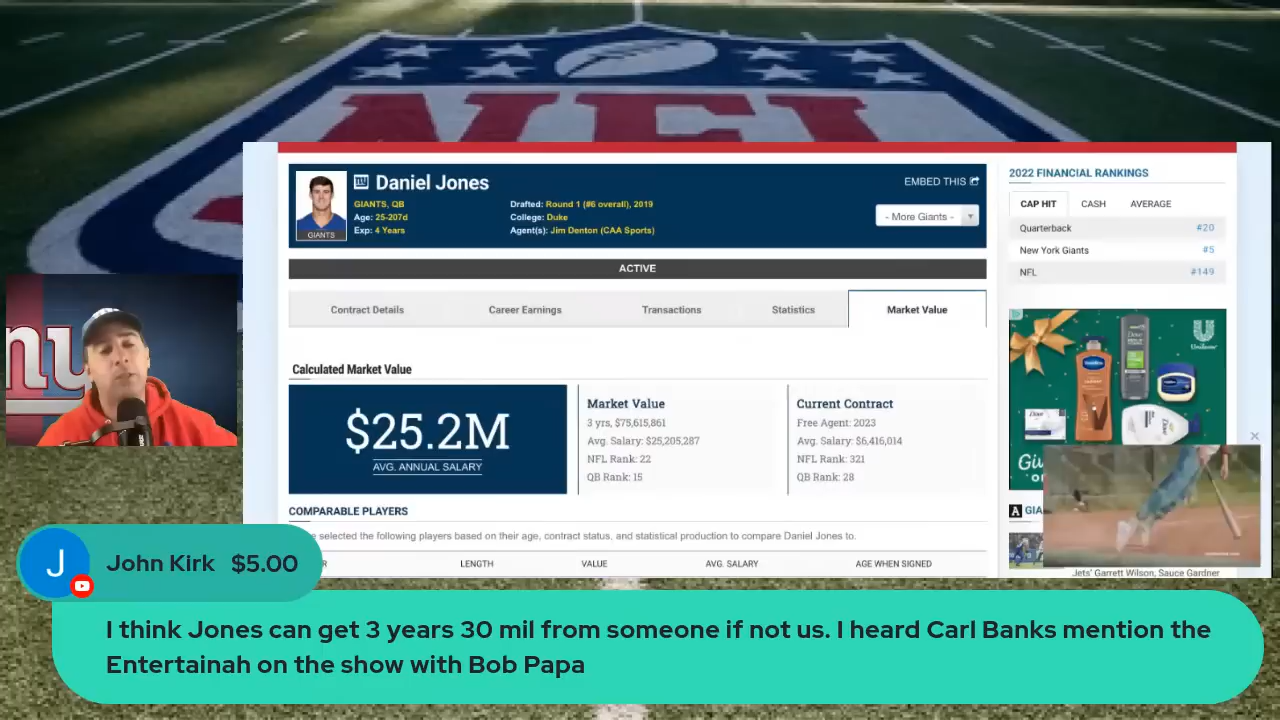 NFL
Daniel Jones
EMBED THIS
GIANTS, QB
Age: 25-207d
Exp: 4 Years
Drafted: Round 1 (#6 overall), 2019
College: Duke
Agent(s): Jim Denton (CAA Sports)
- More Giants -
GIANTS
ACTIVE
Contract Details
Career Earnings
Transactions
Statistics
Market Value
Calculated Market Value
$25.2M
AVG. ANNUAL SALARY
Market Value
3 yrs, $75,615,861
Avg. Salary: $25,205,287
NFL Rank: 22
QB Rank: 15
Current Contract
Free Agent: 2023
Avg. Salary: $6,416,014
NFL Rank: 321
QB Rank: 28
COMPARABLE PLAYERS
selected the following players based on their age, contract status, and statistical production to compare Daniel Jones to.
LENGTH
VALUE
AVG. SALARY
AGE WHEN SIGNED
2022 FINANCIAL RANKINGS
CAP HIT
CASH
AVERAGE
Quarterback #20
New York Giants #5
NFL #149
Unilever
Dove
Vaseline
Dove
Jets' Garrett Wilson, Sauce Gardner
ny
J
John Kirk $5.00
I think Jones can get 3 years 30 mil from someone if not us. I heard Carl Banks mention the
Entertainah on the show with Bob Papa